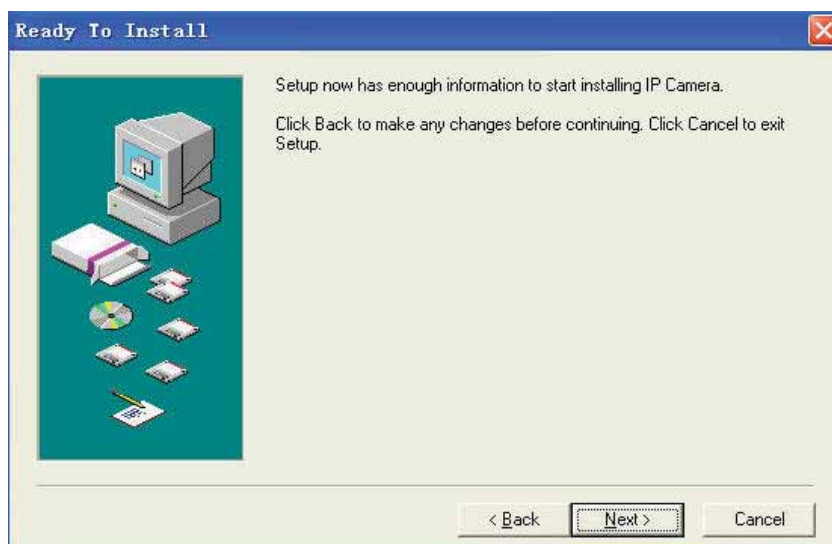 Ready To Install
Setup now has enough information to start installing IP Camera.
Click Back to make any changes before continuing. Click Cancel to exit
Setup.
< Back
Next >
Cancel